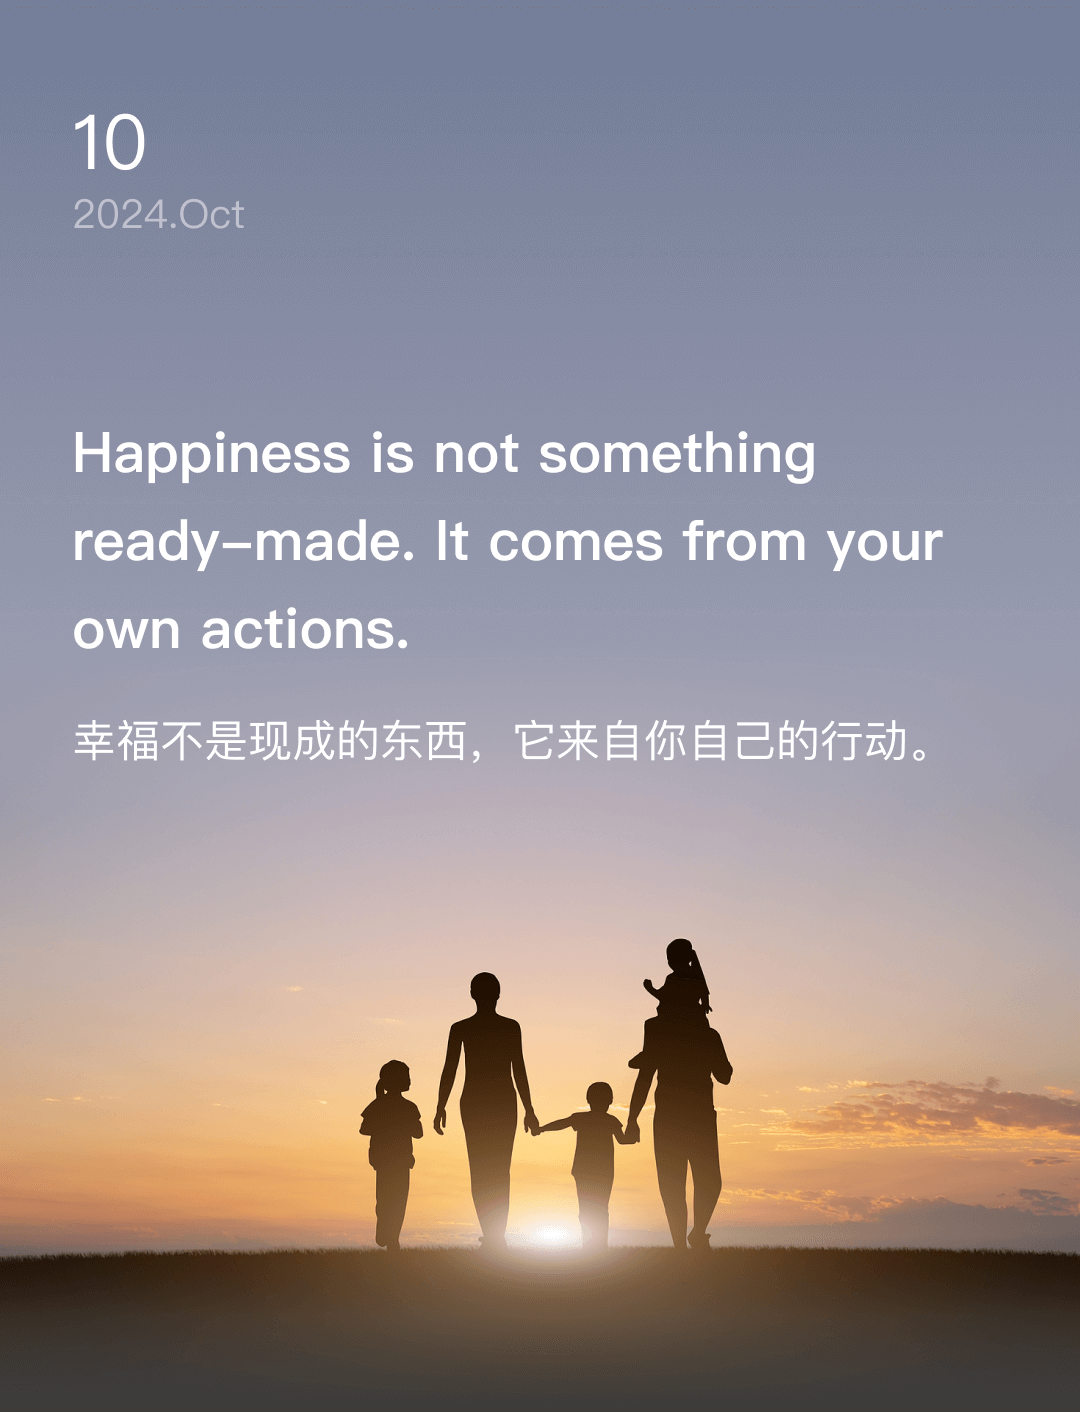 10
2024.Oct
Happiness is not something
ready–made. It comes from your
own actions.
幸福不是现成的东西，它来自你自己的行动。